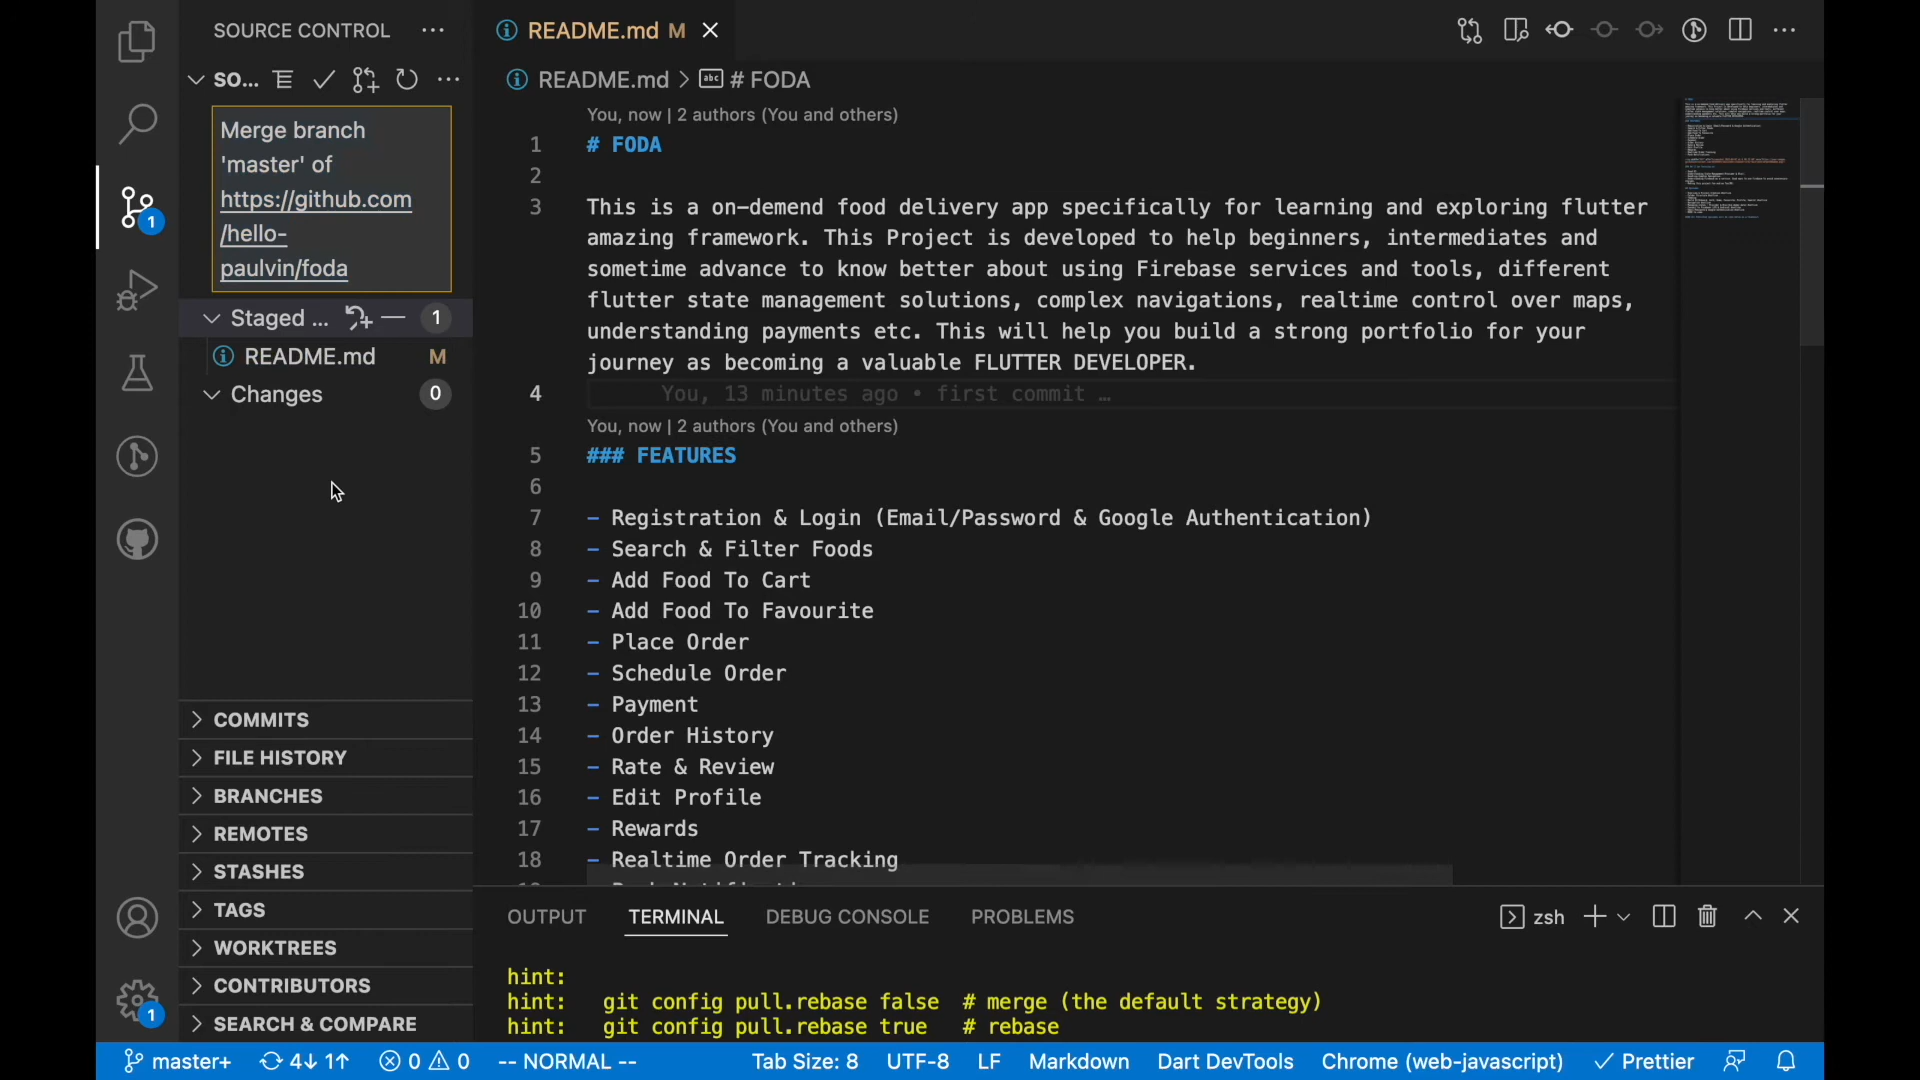 SOURCE CONTROL
SO...
Merge branch
'master' of
https://github.com
/hello-
paulvin/foda
Staged ... 1
README.md M
Changes 0
COMMITS
FILE HISTORY
BRANCHES
REMOTES
STASHES
TAGS
WORKTREES
CONTRIBUTORS
SEARCH & COMPARE
1
1
README.md M
README.md > # FODA
You, now | 2 authors (You and others)
1 # FODA
2
3 This is a on-demend food delivery app specifically for learning and exploring flutter
amazing framework. This Project is developed to help beginners, intermediates and
sometime advance to know better about using Firebase services and tools, different
flutter state management solutions, complex navigations, realtime control over maps,
understanding payments etc. This will help you build a strong portfolio for your
journey as becoming a valuable FLUTTER DEVELOPER.
4 You, 13 minutes ago • first commit …
You, now | 2 authors (You and others)
5 ### FEATURES
6
7 - Registration & Login (Email/Password & Google Authentication)
8 - Search & Filter Foods
9 - Add Food To Cart
10 - Add Food To Favourite
11 - Place Order
12 - Schedule Order
13 - Payment
14 - Order History
15 - Rate & Review
16 - Edit Profile
17 - Rewards
18 - Realtime Order Tracking
OUTPUT TERMINAL DEBUG CONSOLE PROBLEMS zsh
hint:
hint: git config pull.rebase false # merge (the default strategy)
hint: git config pull.rebase true # rebase
master+ 4↓ 1↑ 0 0 -- NORMAL -- Tab Size: 8 UTF-8 LF Markdown Dart DevTools Chrome (web-javascript) Prettier